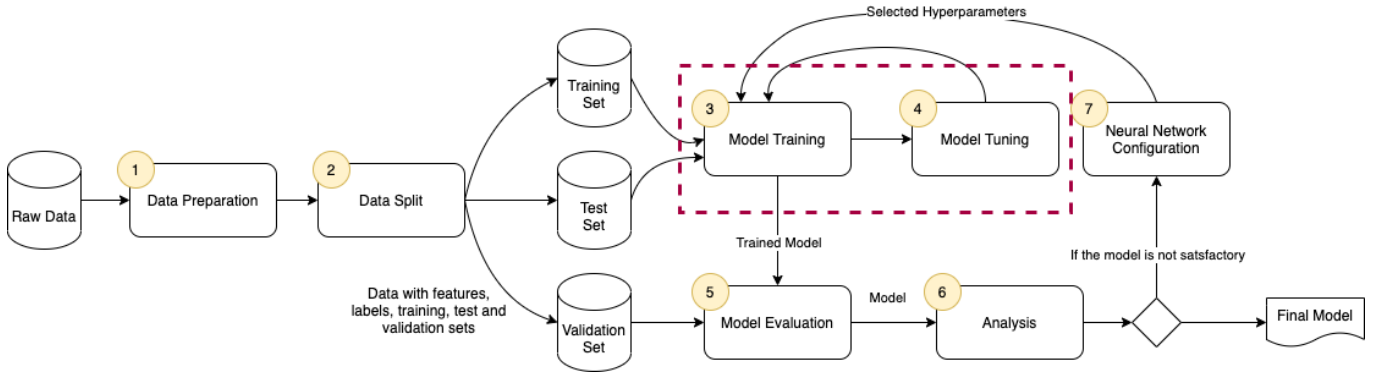 Selected Hyperparameters
Training
Set
3
Model Training
4
Model Tuning
7
Neural Network
Configuration
1
Data Preparation
2
Data Split
Raw Data
Test
Set
Trained Model
If the model is not satsfactory
Data with features,
labels, training, test and
validation sets
Validation
Set
5
Model Evaluation
Model
6
Analysis
Final Model